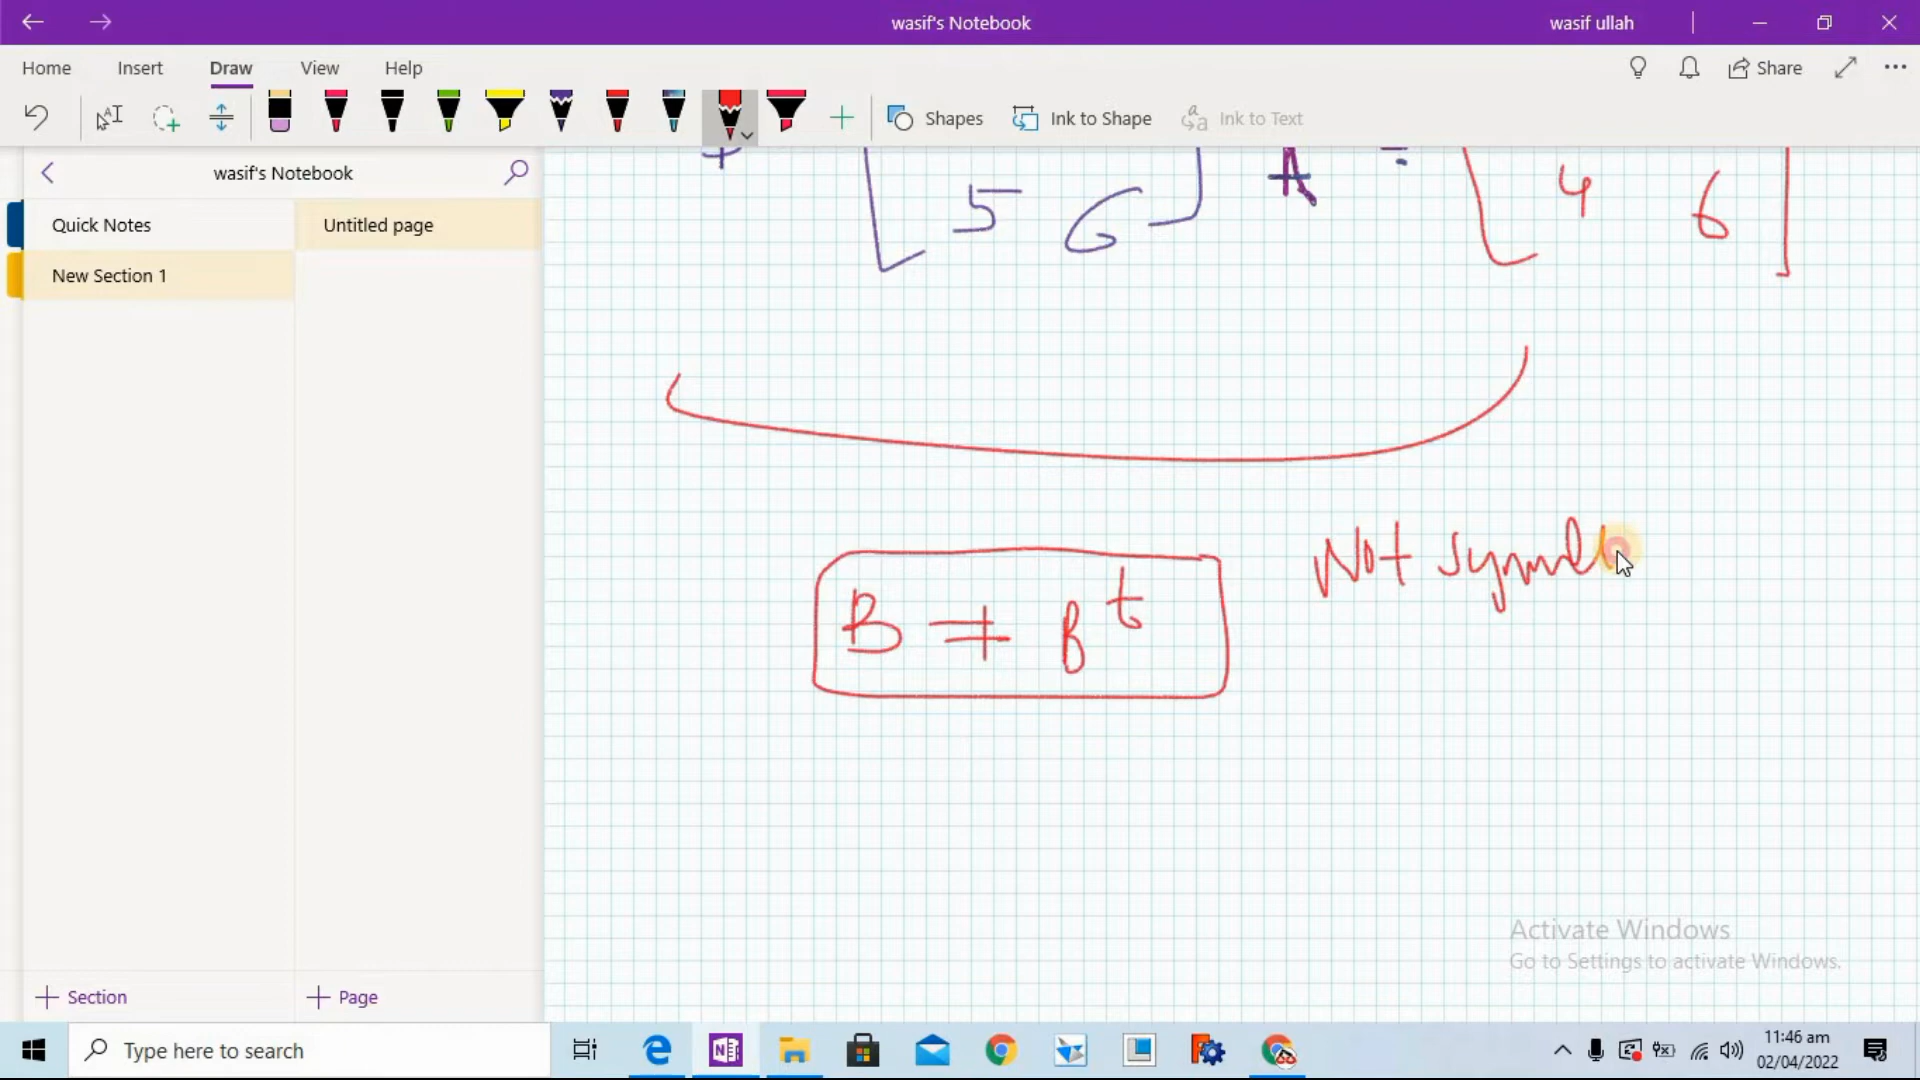 wasif's Notebook
wasif ullah
Home Insert Draw View Help
Share
Shapes
Ink to Shape
Ink to Text
wasif's Notebook
Quick Notes
Untitled page
New Section 1
5 6
4 6
Not symme
B ≠ B^t
Activate Windows
Go to Settings to activate Windows.
Section
Page
Type here to search
11:46 am
02/04/2022